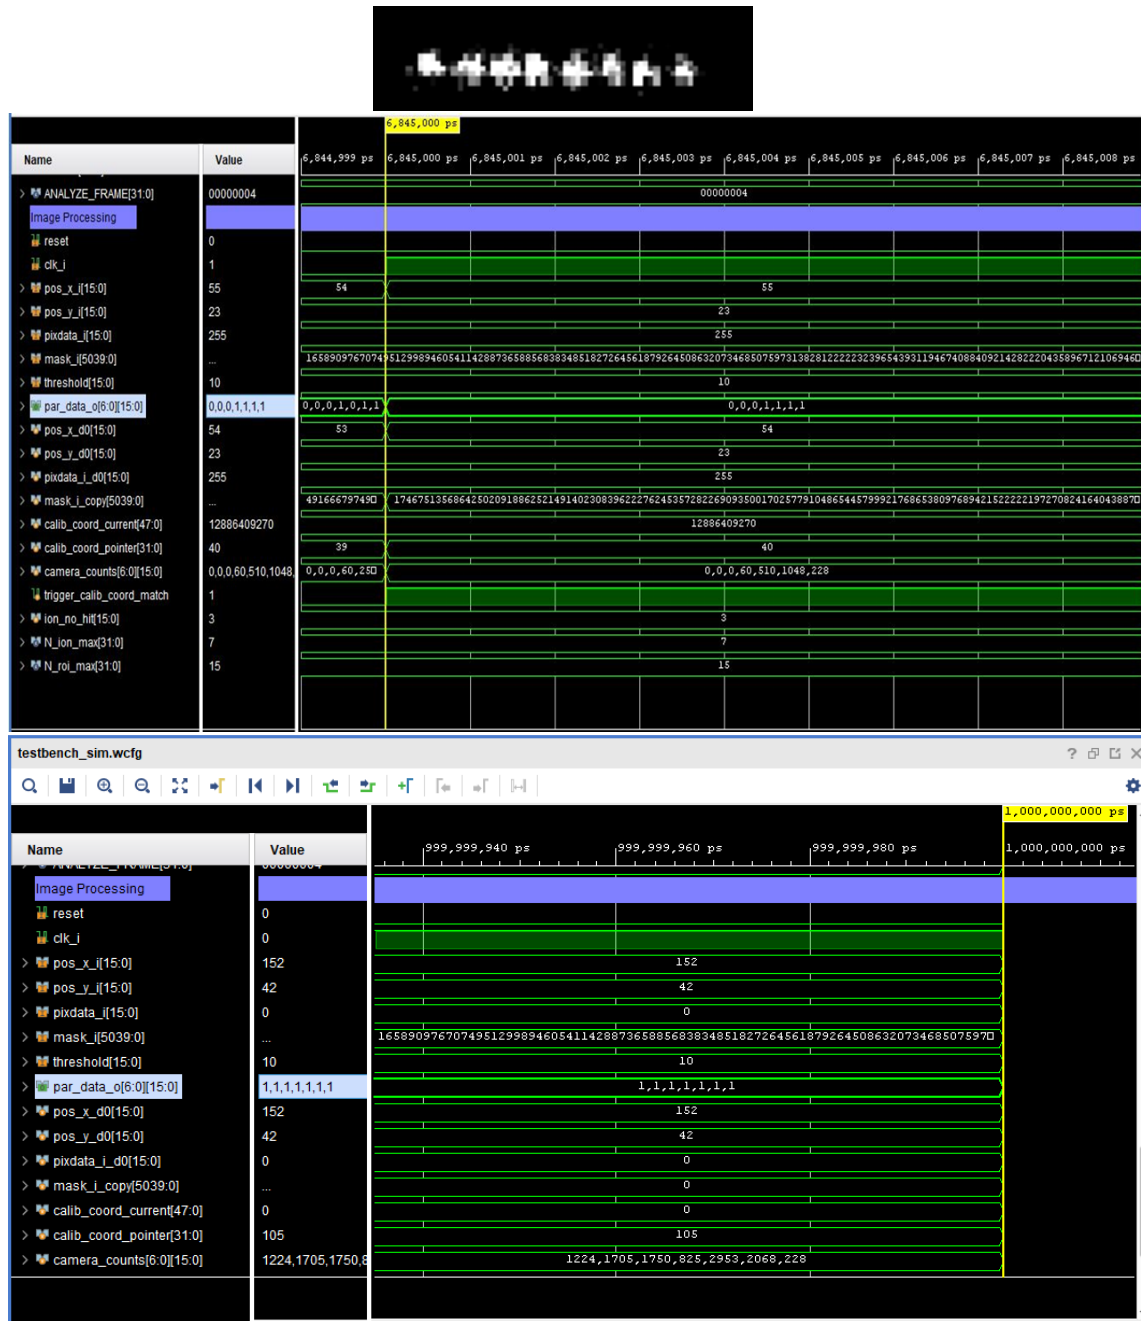 6,845,000 ps
Name Value 6,844,999 ps 6,845,000 ps 6,845,001 ps 6,845,002 ps 6,845,003 ps 6,845,004 ps 6,845,005 ps 6,845,006 ps 6,845,007 ps 6,845,008 ps
ANALYZE_FRAME[31:0] 00000004 00000004
Image Processing
reset 0
clk_i 1
pos_x_i[15:0] 55 54 55
pos_y_i[15:0] 23 23
pixdata_i[15:0] 255 255
mask_i[5039:0] ...
threshold[15:0] 10 10
par_data_o[6:0][15:0] 0,0,0,1,1,1,1 0,0,0,1,0,1,1 0,0,0,1,1,1,1
pos_x_d0[15:0] 54 53 54
pos_y_d0[15:0] 23 23
pixdata_i_d0[15:0] 255 255
mask_i_copy[5039:0] ... 49166679749
calib_coord_current[47:0] 12886409270 12886409270
calib_coord_pointer[31:0] 40 39 40
camera_counts[6:0][15:0] 0,0,0,60,510,1048, 0,0,0,60,25 0,0,0,60,510,1048,228
trigger_calib_coord_match 1
ion_no_hit[15:0] 3 3
N_ion_max[31:0] 7 7
N_roi_max[31:0] 15 15
testbench_sim.wcfg
1,000,000,000 ps
Name Value 999,999,940 ps 999,999,960 ps 999,999,980 ps 1,000,000,000 ps
Image Processing
reset 0
clk_i 0
pos_x_i[15:0] 152 152
pos_y_i[15:0] 42 42
pixdata_i[15:0] 0 0
mask_i[5039:0] ...
threshold[15:0] 10 10
par_data_o[6:0][15:0] 1,1,1,1,1,1,1 1,1,1,1,1,1,1
pos_x_d0[15:0] 152 152
pos_y_d0[15:0] 42 42
pixdata_i_d0[15:0] 0 0
mask_i_copy[5039:0] ... 0
calib_coord_current[47:0] 0 0
calib_coord_pointer[31:0] 105 105
camera_counts[6:0][15:0] 1224,1705,1750,8 1224,1705,1750,825,2953,2068,228